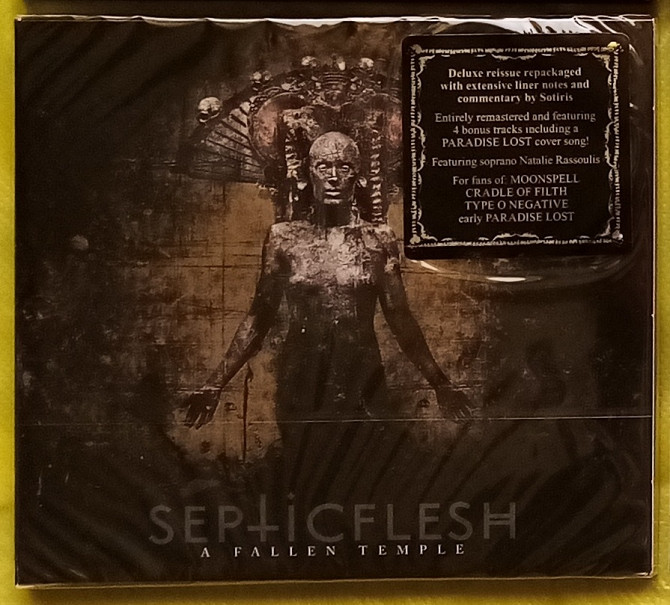 Deluxe reissue repackaged
with extensive liner notes and
commentary by Sotiris
Entirely remastered and featuring
4 bonus tracks including a
PARADISE LOST cover song!
Featuring soprano Natalie Rassoulis
For fans of: MOONSPELL
CRADLE OF FILTH
TYPE O NEGATIVE
early PARADISE LOST
SEPTICFLESH
A FALLEN TEMPLE